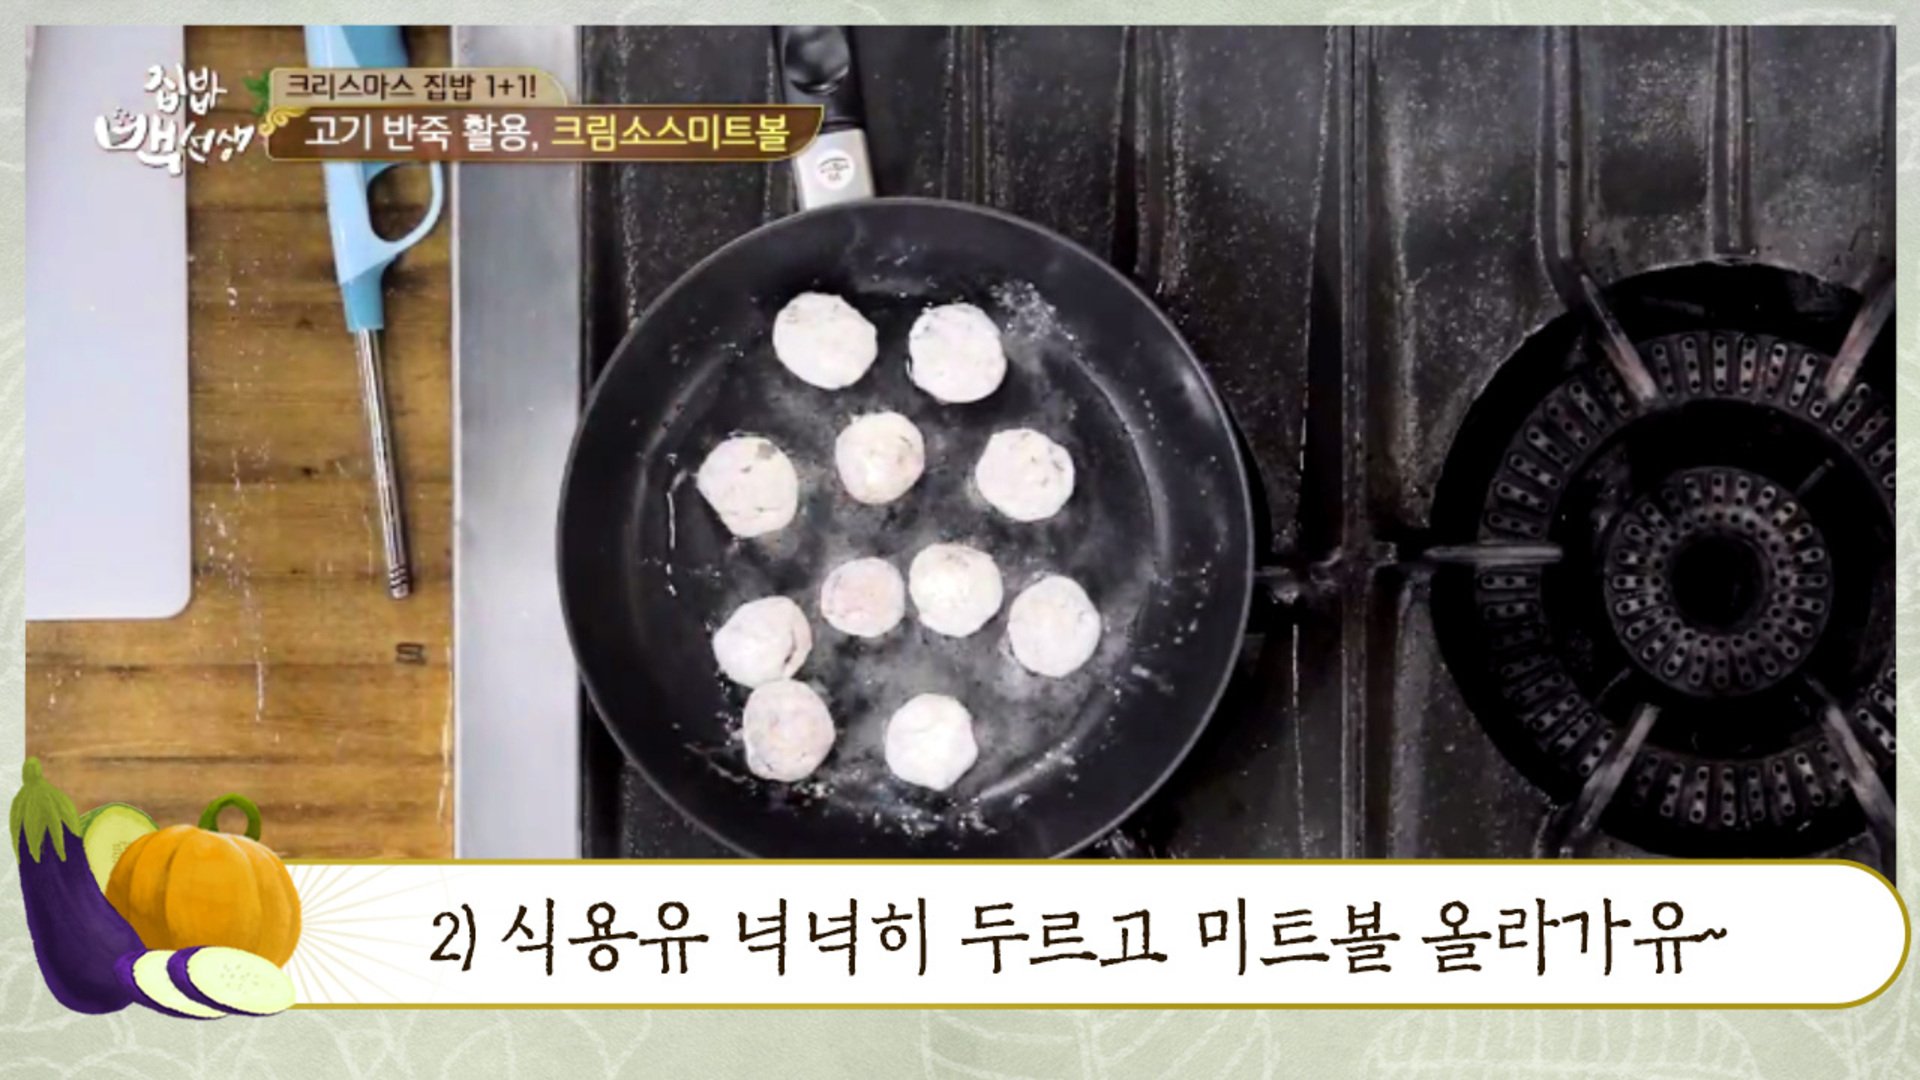 집밥
백선생
크리스마스 집밥 1+1!
고기 반죽 활용, 크림소스미트볼
2) 식용유 넉넉히 두르고 미트볼 올라가유~